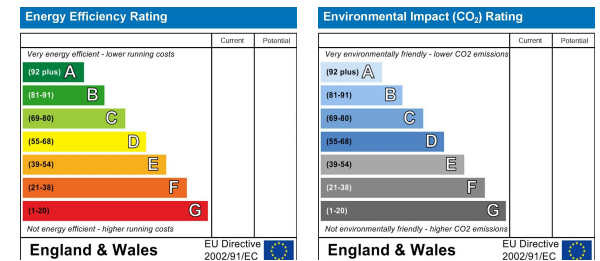 Energy Efficiency Rating
Current Potential
Very energy efficient - lower running costs
(92 plus) A
(81-91) B
(69-80) C
(55-68) D
(39-54) E
(21-38) F
(1-20) G
Not energy efficient - higher running costs
England & Wales
EU Directive
2002/91/EC
Environmental Impact (CO₂) Rating
Current Potential
Very environmentally friendly - lower CO2 emissions
(92 plus) A
(81-91) B
(69-80) C
(55-68) D
(39-54) E
(21-38) F
(1-20) G
Not environmentally friendly - higher CO2 emissions
England & Wales
EU Directive
2002/91/EC